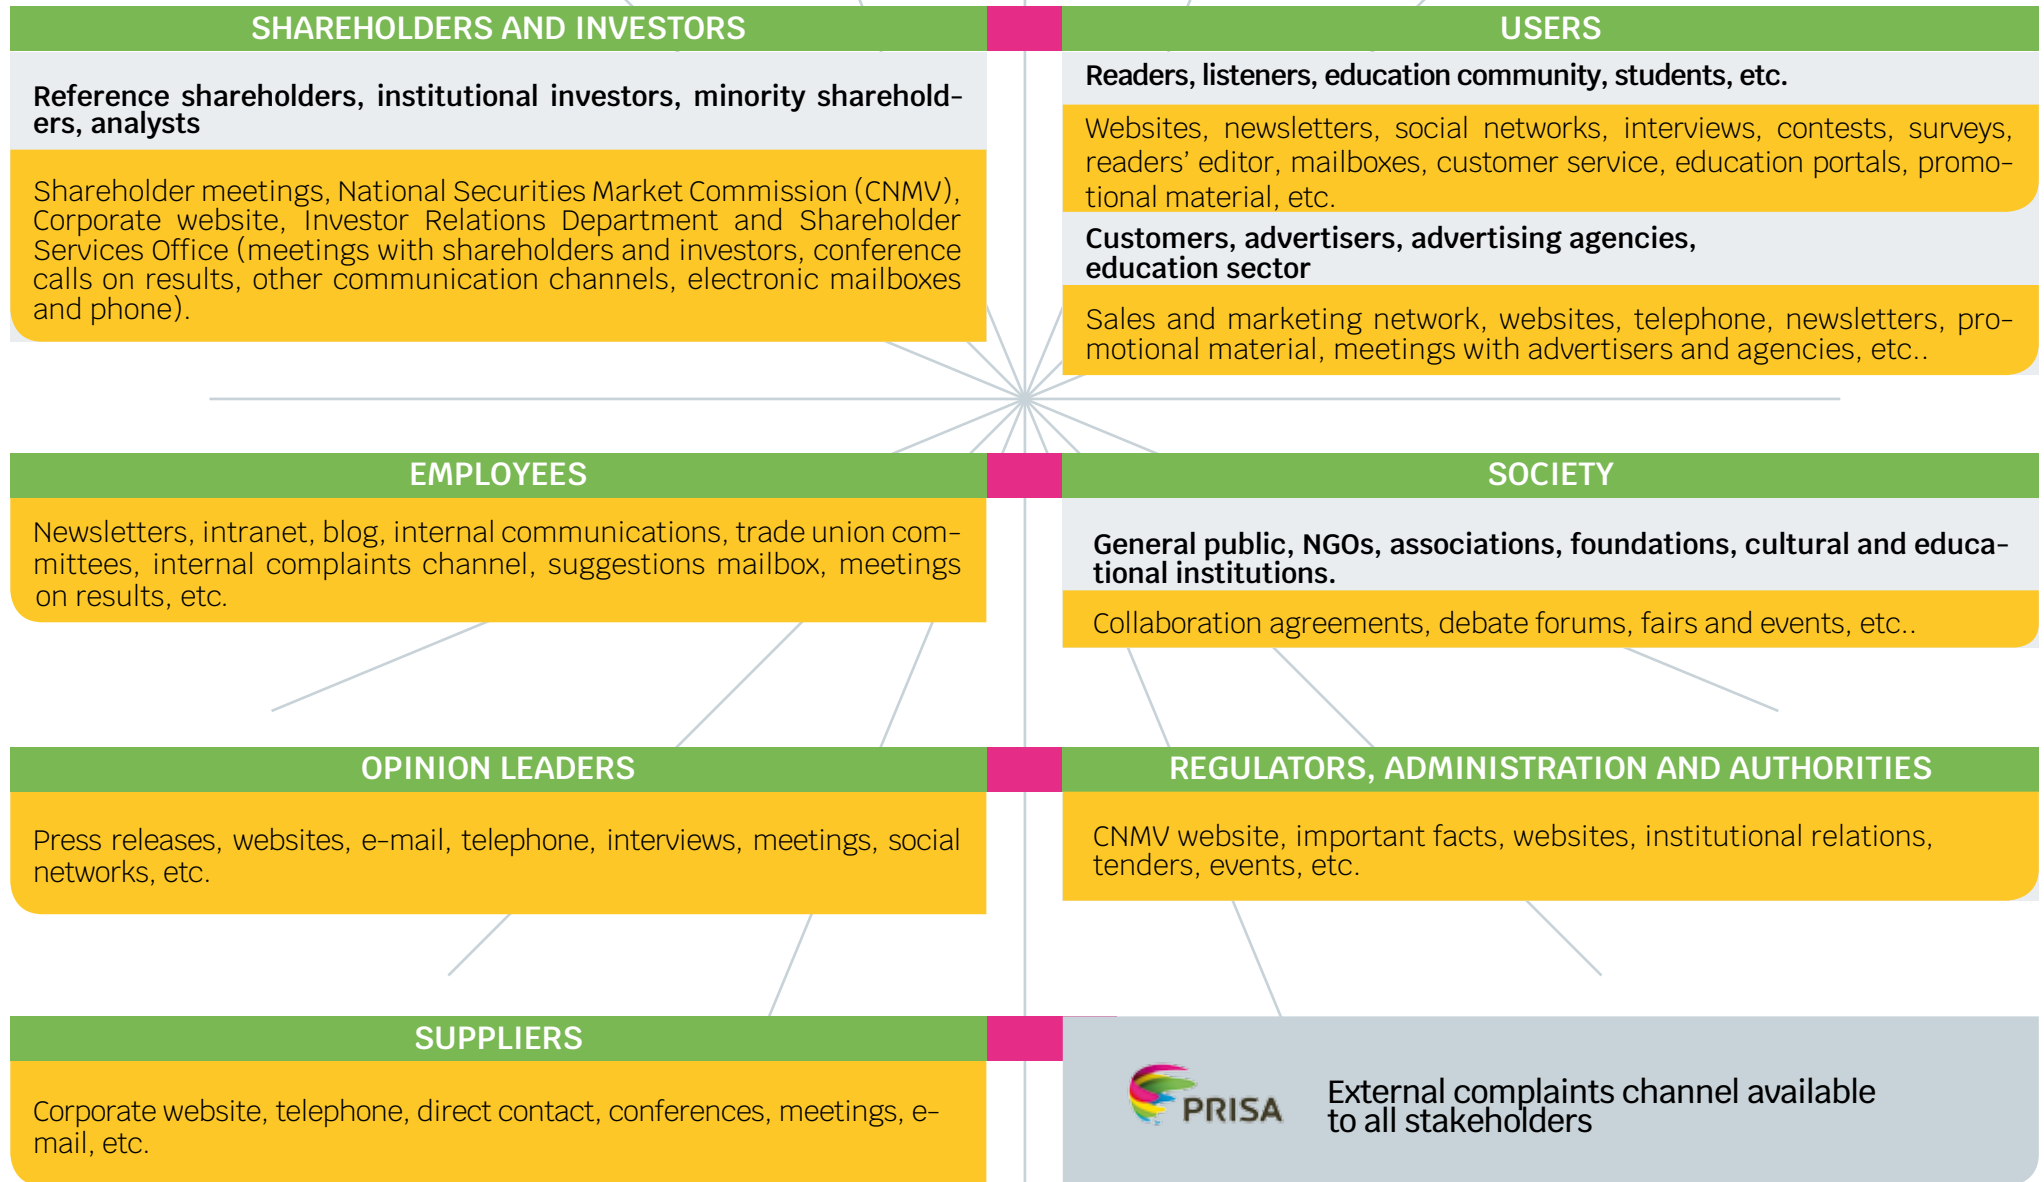 SHAREHOLDERS AND INVESTORS
Reference shareholders, institutional investors, minority sharehold-
ers, analysts
Shareholder meetings, National Securities Market Commission (CNMV),
Corporate website, Investor Relations Department and Shareholder
Services Office (meetings with shareholders and investors, conference
calls on results, other communication channels, electronic mailboxes
and phone).
USERS
Readers, listeners, education community, students, etc.
Websites, newsletters, social networks, interviews, contests, surveys,
readers’ editor, mailboxes, customer service, education portals, promo-
tional material, etc.
Customers, advertisers, advertising agencies,
education sector
Sales and marketing network, websites, telephone, newsletters, pro-
motional material, meetings with advertisers and agencies, etc..
EMPLOYEES
Newsletters, intranet, blog, internal communications, trade union com-
mittees, internal complaints channel, suggestions mailbox, meetings
on results, etc.
SOCIETY
General public, NGOs, associations, foundations, cultural and educa-
tional institutions.
Collaboration agreements, debate forums, fairs and events, etc..
OPINION LEADERS
Press releases, websites, e-mail, telephone, interviews, meetings, social
networks, etc.
REGULATORS, ADMINISTRATION AND AUTHORITIES
CNMV website, important facts, websites, institutional relations,
tenders, events, etc.
SUPPLIERS
Corporate website, telephone, direct contact, conferences, meetings, e-
mail, etc.
PRISA
External complaints channel available
to all stakeholders